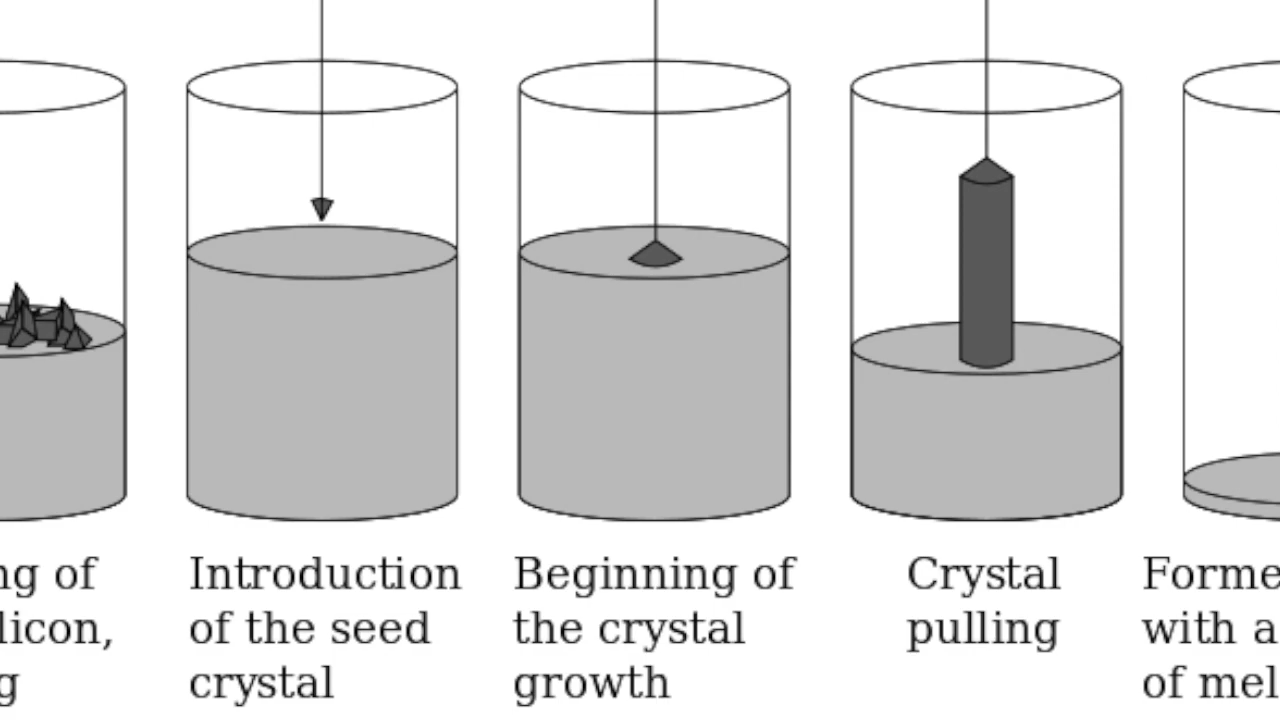 ng of
licon,
g
Introduction
of the seed
crystal
Beginning of
the crystal
growth
Crystal
pulling
Forme
with a
of mel